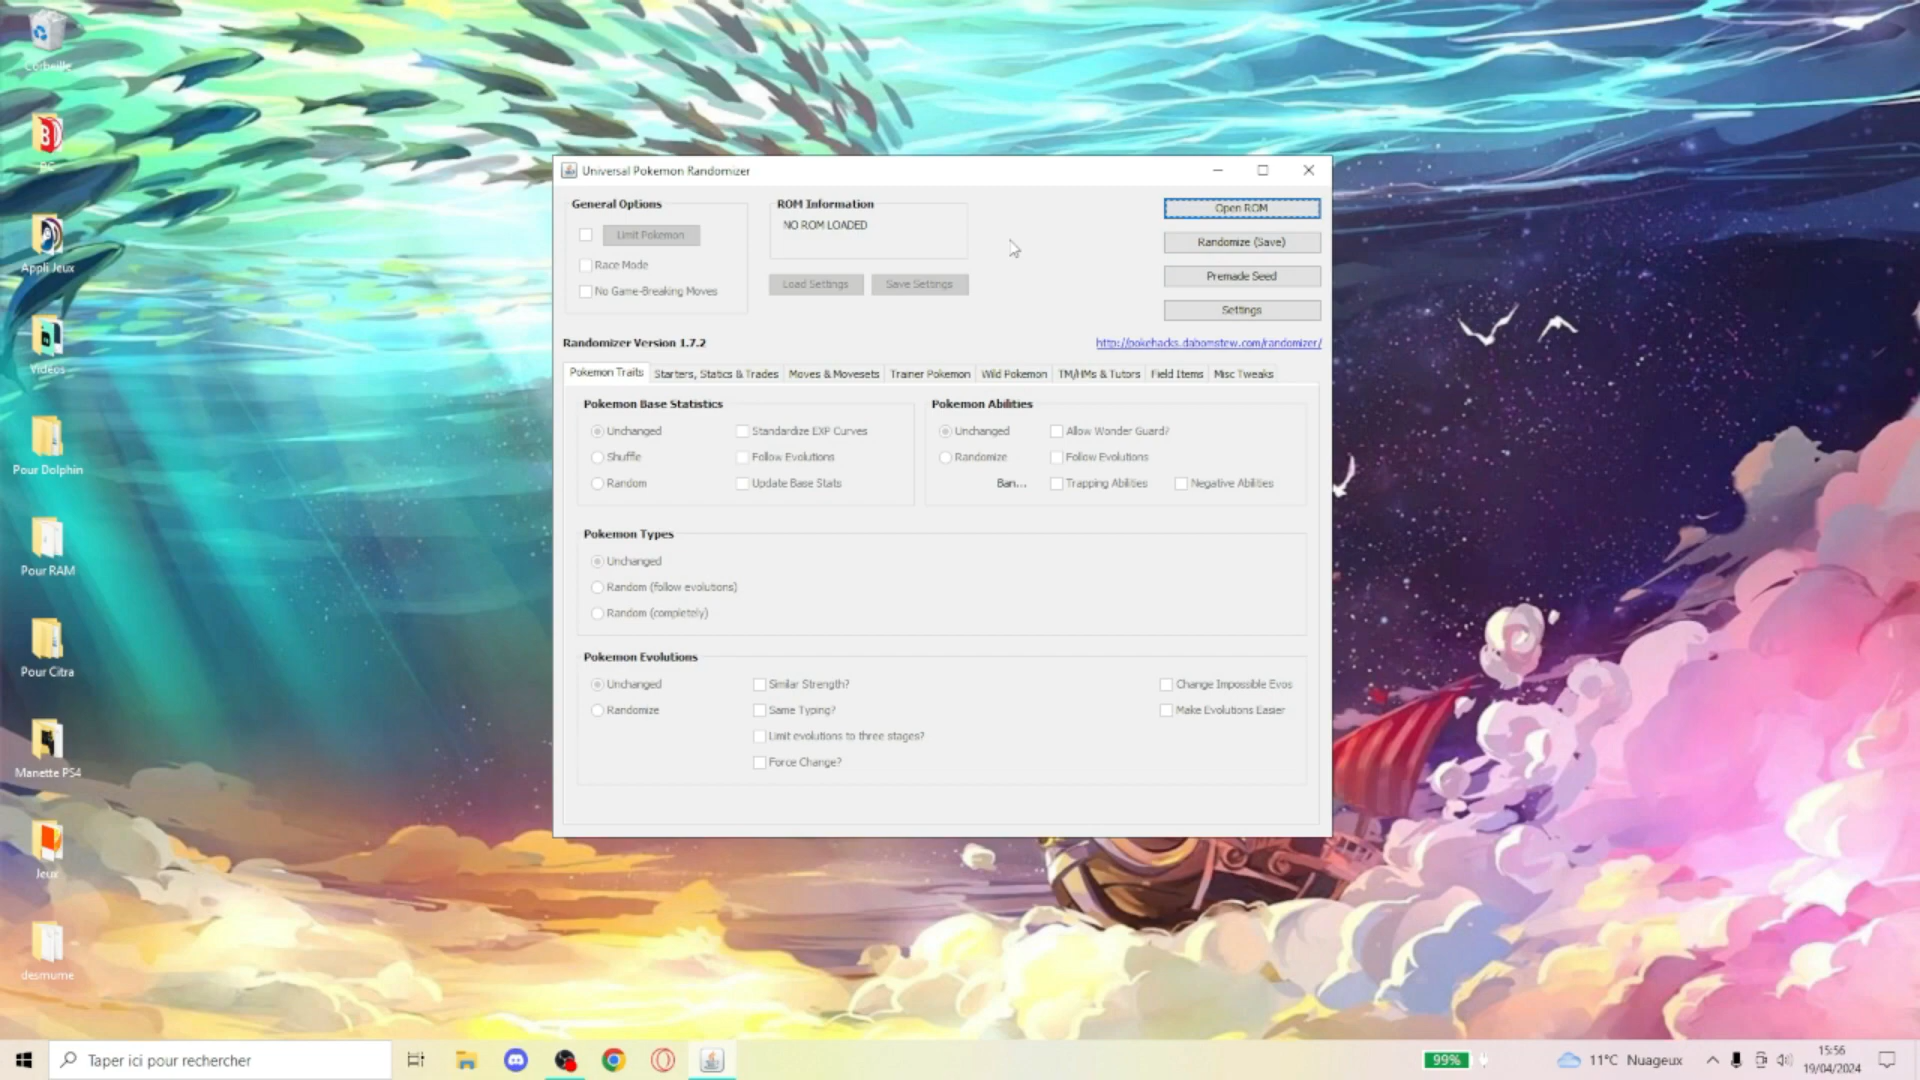 Corbeille
PC
Appli Jeux
Vidéos
Pour Dolphin
Pour RAM
Pour Citra
Manette PS4
Jeux
desmume
Universal Pokemon Randomizer
General Options
Limit Pokemon
Race Mode
No Game-Breaking Moves
ROM Information
NO ROM LOADED
Load Settings
Save Settings
Open ROM
Randomize (Save)
Premade Seed
Settings
Randomizer Version 1.7.2
http://pokehacks.dabomstew.com/randomizer/
Pokemon Traits
Starters, Statics & Trades
Moves & Movesets
Trainer Pokemon
Wild Pokemon
TM/HMs & Tutors
Field Items
Misc Tweaks
Pokemon Base Statistics
Unchanged
Standardize EXP Curves
Shuffle
Follow Evolutions
Random
Update Base Stats
Pokemon Abilities
Unchanged
Allow Wonder Guard?
Randomize
Follow Evolutions
Ban...
Trapping Abilities
Negative Abilities
Pokemon Types
Unchanged
Random (follow evolutions)
Random (completely)
Pokemon Evolutions
Unchanged
Similar Strength?
Change Impossible Evos
Randomize
Same Typing?
Make Evolutions Easier
Limit evolutions to three stages?
Force Change?
Taper ici pour rechercher
99%
11°C Nuageux
15:56
19/04/2024